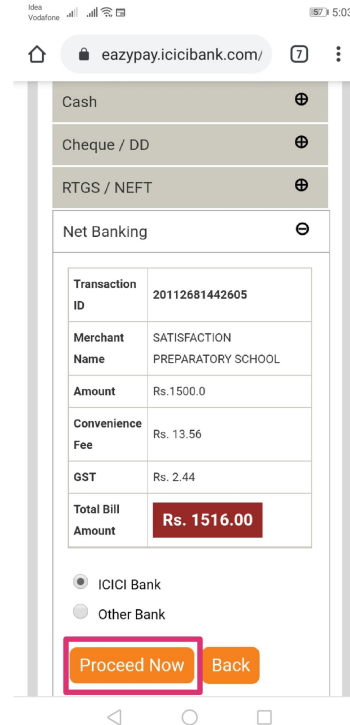 Idea
Vodafone
57
5:03
eazypay.icicibank.com/
7
Cash
Cheque / DD
RTGS / NEFT
Net Banking
Transaction ID
20112681442605
Merchant Name
SATISFACTION
PREPARATORY SCHOOL
Amount
Rs.1500.0
Convenience Fee
Rs. 13.56
GST
Rs. 2.44
Total Bill Amount
Rs. 1516.00
ICICI Bank
Other Bank
Proceed Now
Back